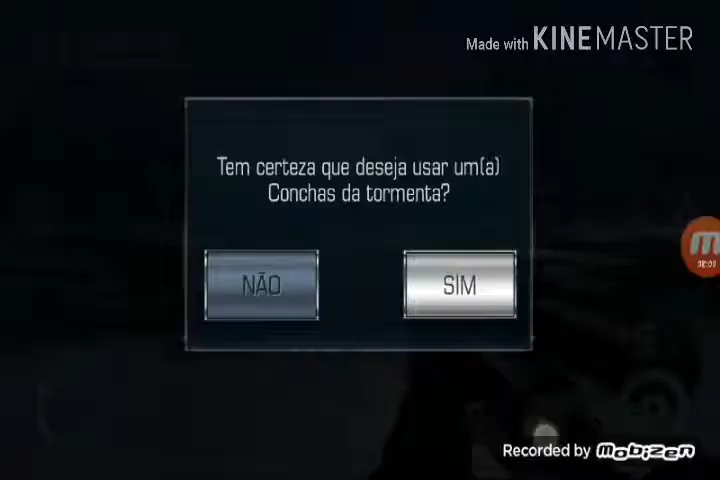 Made with KINEMASTER
Tem certeza que deseja usar um(a)
Conchas da tormenta?
NÃO
SIM
Recorded by mobizen